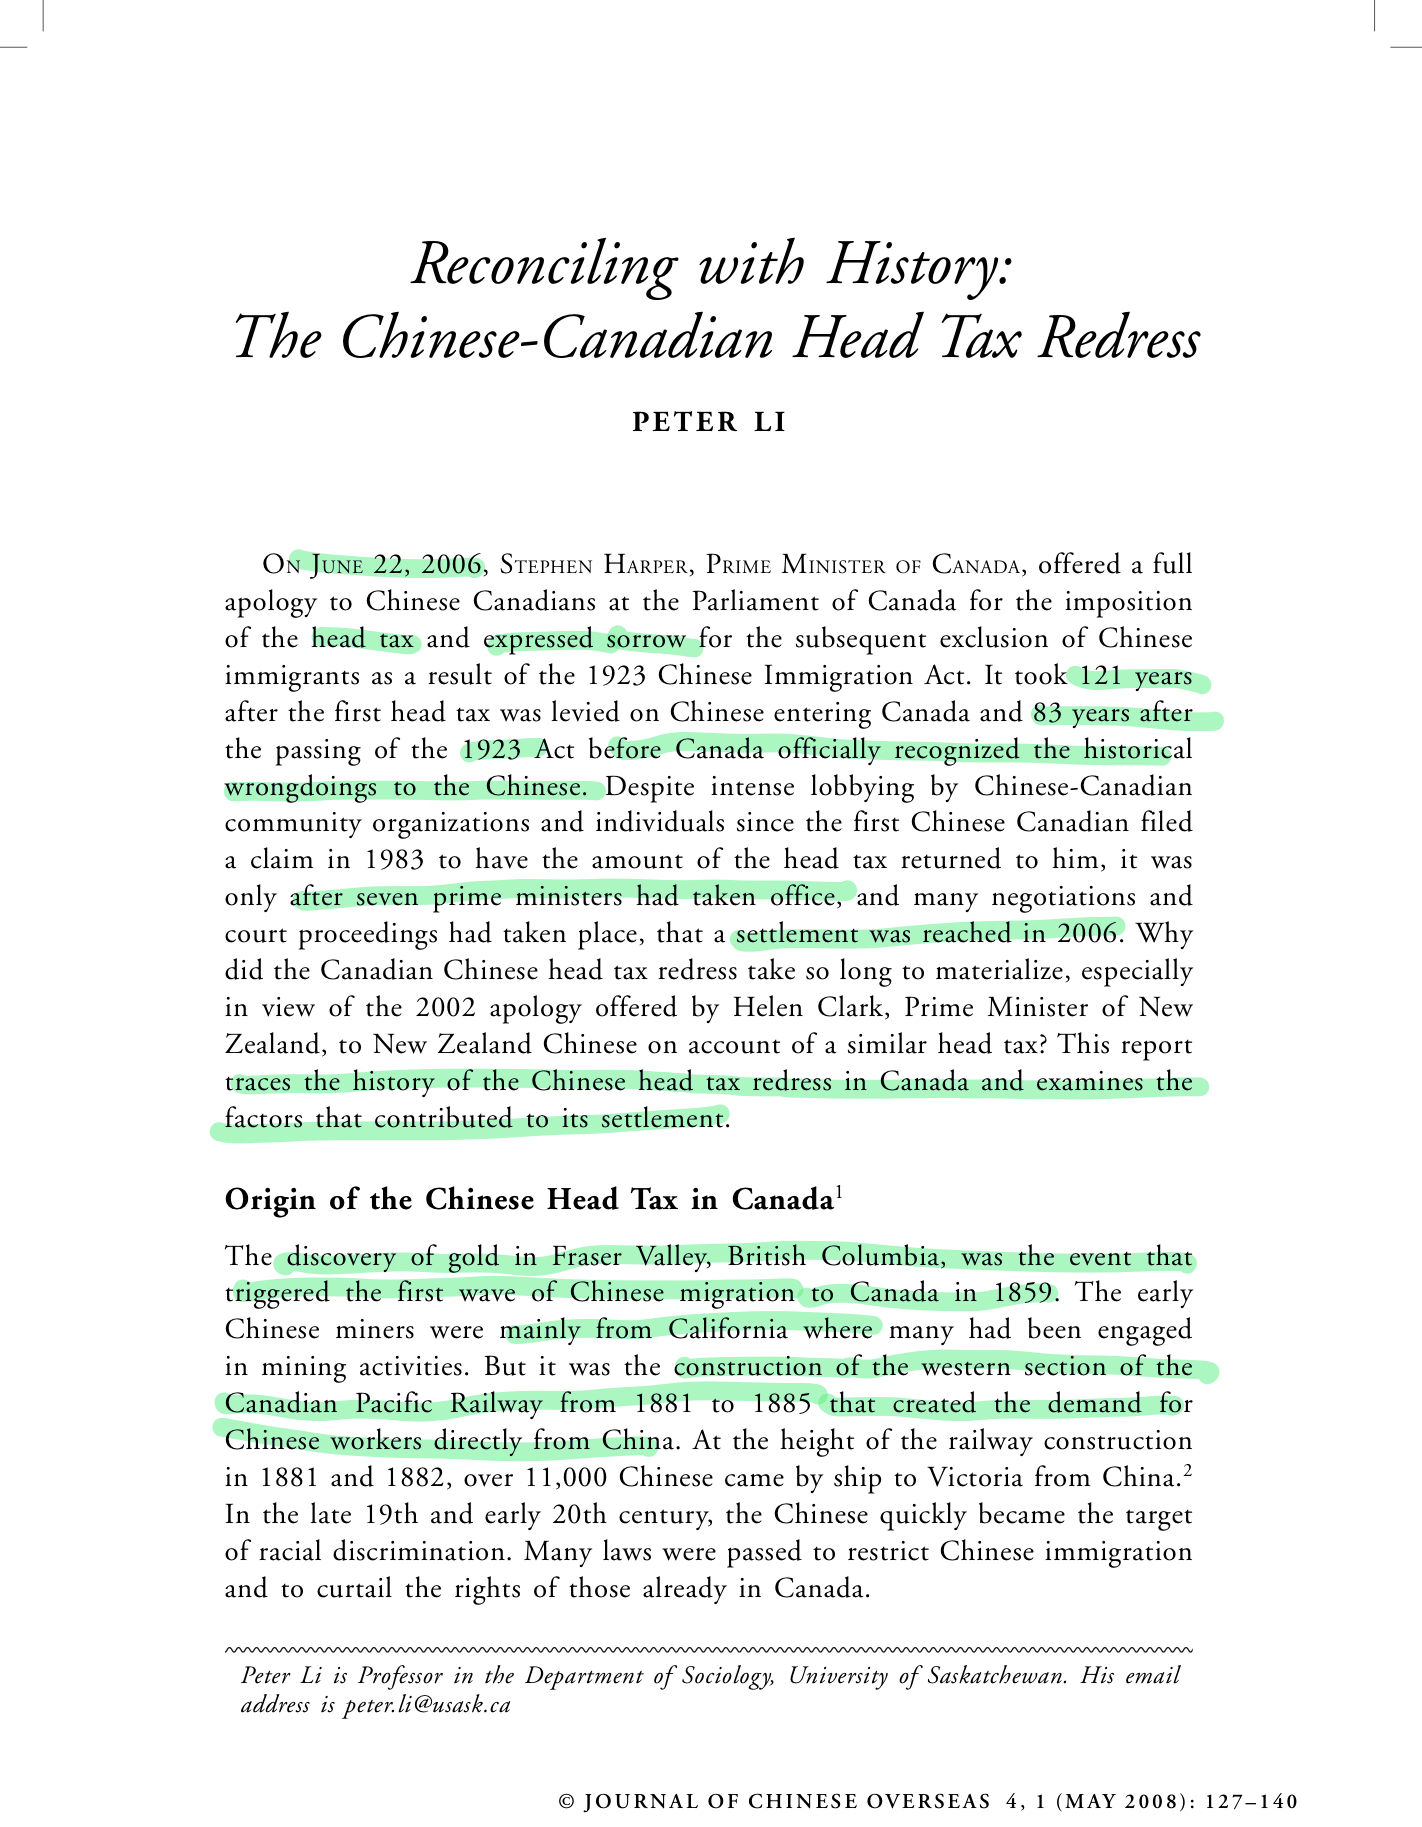 Reconciling with History:
The Chinese-Canadian Head Tax Redress
PETER LI
On June 22, 2006, Stephen Harper, Prime Minister of Canada, offered a full
apology to Chinese Canadians at the Parliament of Canada for the imposition
of the head tax and expressed sorrow for the subsequent exclusion of Chinese
immigrants as a result of the 1923 Chinese Immigration Act. It took 121 years
after the first head tax was levied on Chinese entering Canada and 83 years after
the passing of the 1923 Act before Canada officially recognized the historical
wrongdoings to the Chinese. Despite intense lobbying by Chinese-Canadian
community organizations and individuals since the first Chinese Canadian filed
a claim in 1983 to have the amount of the head tax returned to him, it was
only after seven prime ministers had taken office, and many negotiations and
court proceedings had taken place, that a settlement was reached in 2006. Why
did the Canadian Chinese head tax redress take so long to materialize, especially
in view of the 2002 apology offered by Helen Clark, Prime Minister of New
Zealand, to New Zealand Chinese on account of a similar head tax? This report
traces the history of the Chinese head tax redress in Canada and examines the
factors that contributed to its settlement.
Origin of the Chinese Head Tax in Canada1
The discovery of gold in Fraser Valley, British Columbia, was the event that
triggered the first wave of Chinese migration to Canada in 1859. The early
Chinese miners were mainly from California where many had been engaged
in mining activities. But it was the construction of the western section of the
Canadian Pacific Railway from 1881 to 1885 that created the demand for
Chinese workers directly from China. At the height of the railway construction
in 1881 and 1882, over 11,000 Chinese came by ship to Victoria from China.2
In the late 19th and early 20th century, the Chinese quickly became the target
of racial discrimination. Many laws were passed to restrict Chinese immigration
and to curtail the rights of those already in Canada.
Peter Li is Professor in the Department of Sociology, University of Saskatchewan. His email
address is peter.li@usask.ca
© JOURNAL OF CHINESE OVERSEAS 4, 1 (MAY 2008): 127–140